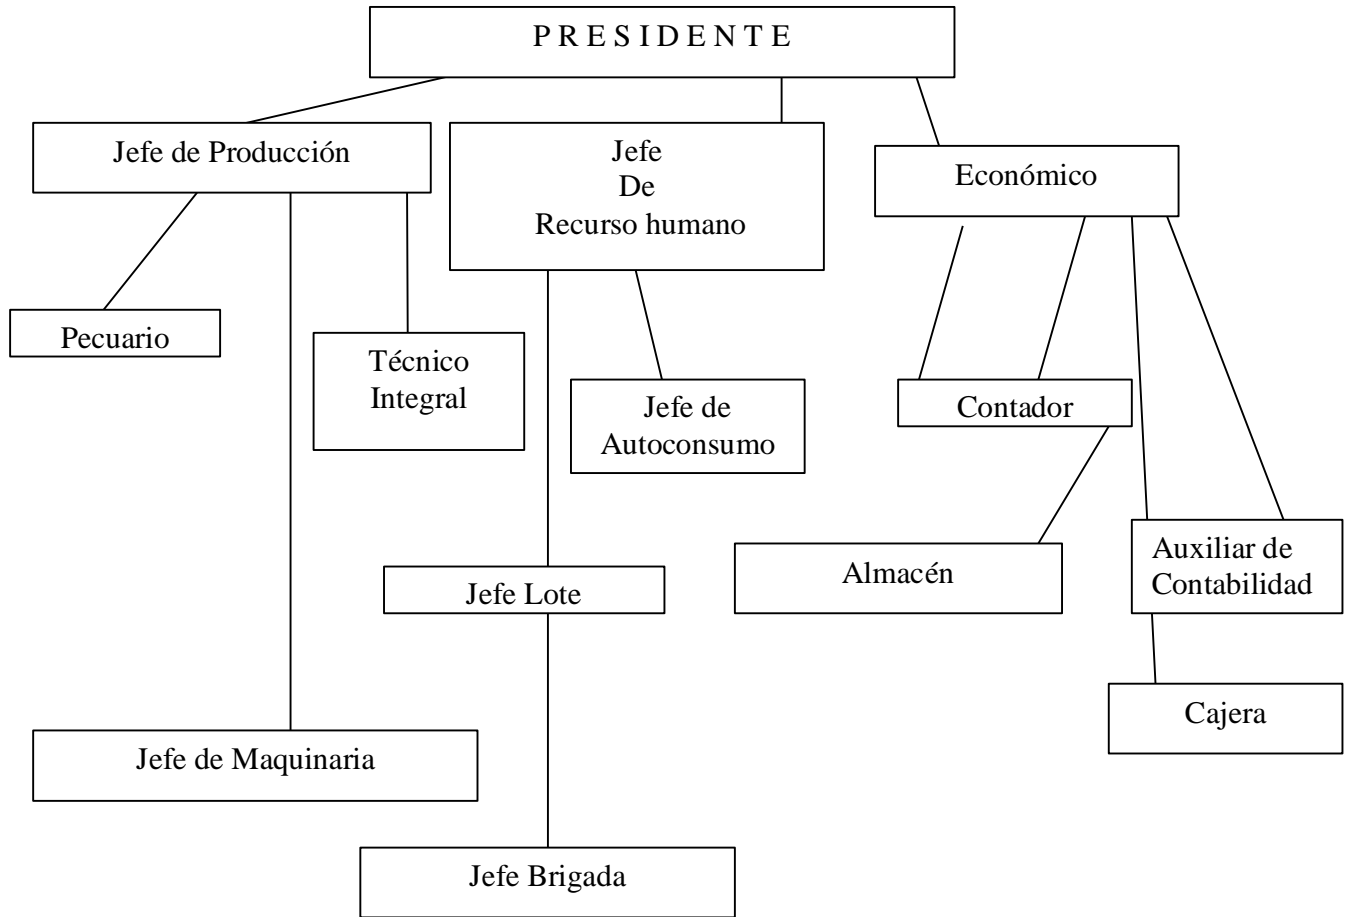 P R E S I D E N T E
Jefe de Producción
Jefe
De
Recurso humano
Económico
Pecuario
Técnico
Integral
Jefe de
Autoconsumo
Contador
Almacén
Auxiliar de
Contabilidad
Jefe Lote
Cajera
Jefe de Maquinaria
Jefe Brigada